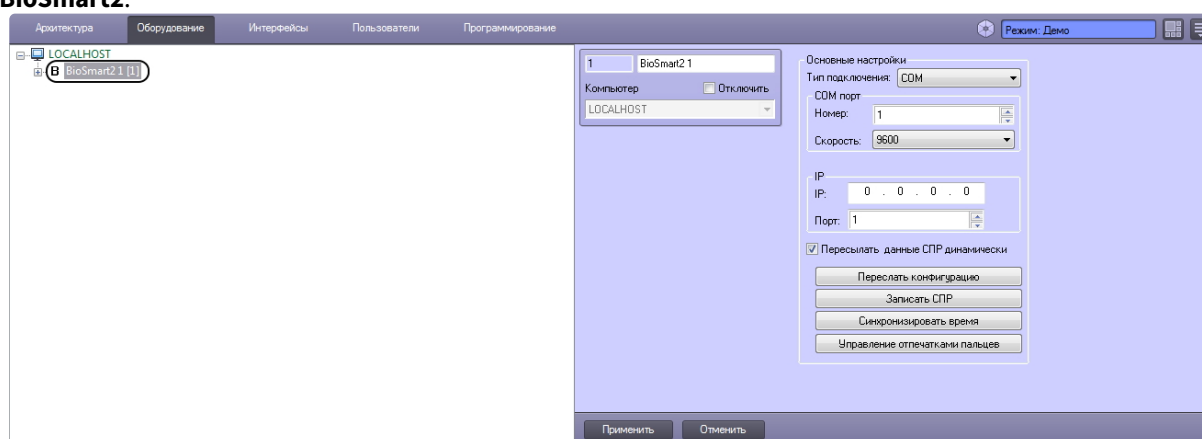 BioSmart2.
Архитектура Оборудование Интерфейсы Пользователи Программирование Режим: Демо
LOCALHOST
B BioSmart2 1 [1]
1 BioSmart2 1
Компьютер Отключить
LOCALHOST
Основные настройки
Тип подключения: COM
COM порт
Номер: 1
Скорость: 9600
IP
IP: 0 . 0 . 0 . 0
Порт: 1
Пересылать данные СПР динамически
Переслать конфигурацию
Записать СПР
Синхронизировать время
Управление отпечатками пальцев
Применить Отменить